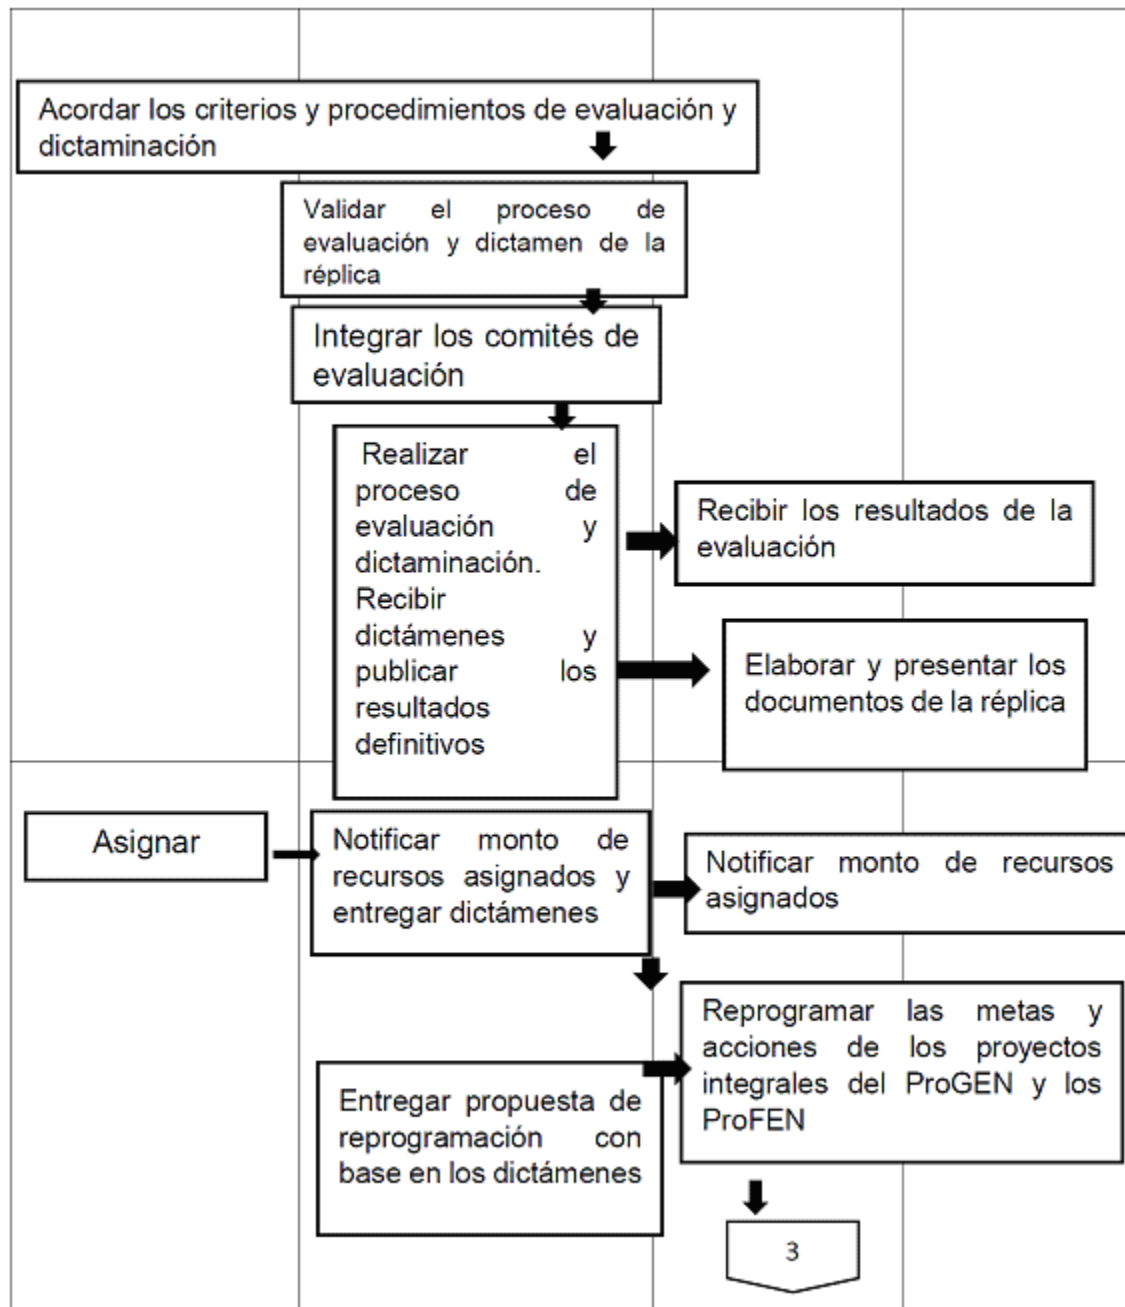 Acordar los criterios y procedimientos de evaluación y
dictaminación
Validar el proceso de
evaluación y dictamen de la
réplica
Integrar los comités de
evaluación
Realizar el
proceso de
evaluación y
dictaminación.
Recibir
dictámenes y
publicar los
resultados
definitivos
Recibir los resultados de la
evaluación
Elaborar y presentar los
documentos de la réplica
Asignar
Notificar monto de
recursos asignados y
entregar dictámenes
Notificar monto de recursos
asignados
Reprogramar las metas y
acciones de los proyectos
integrales del ProGEN y los
ProFEN
Entregar propuesta de
reprogramación con
base en los dictámenes
3